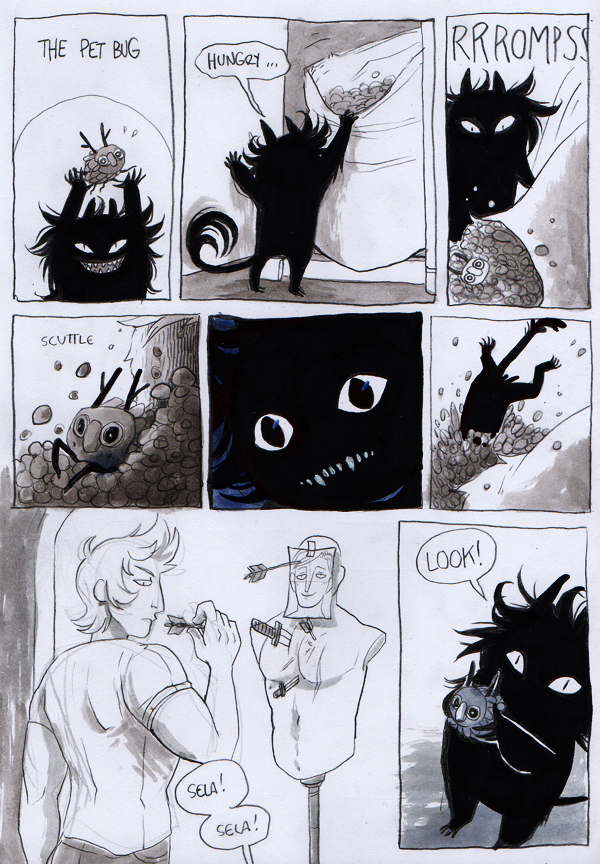 THE PET BUG
HUNGRY ...
RRROMPSS
SCUTTLE
SELA!
SELA!
LOOK!